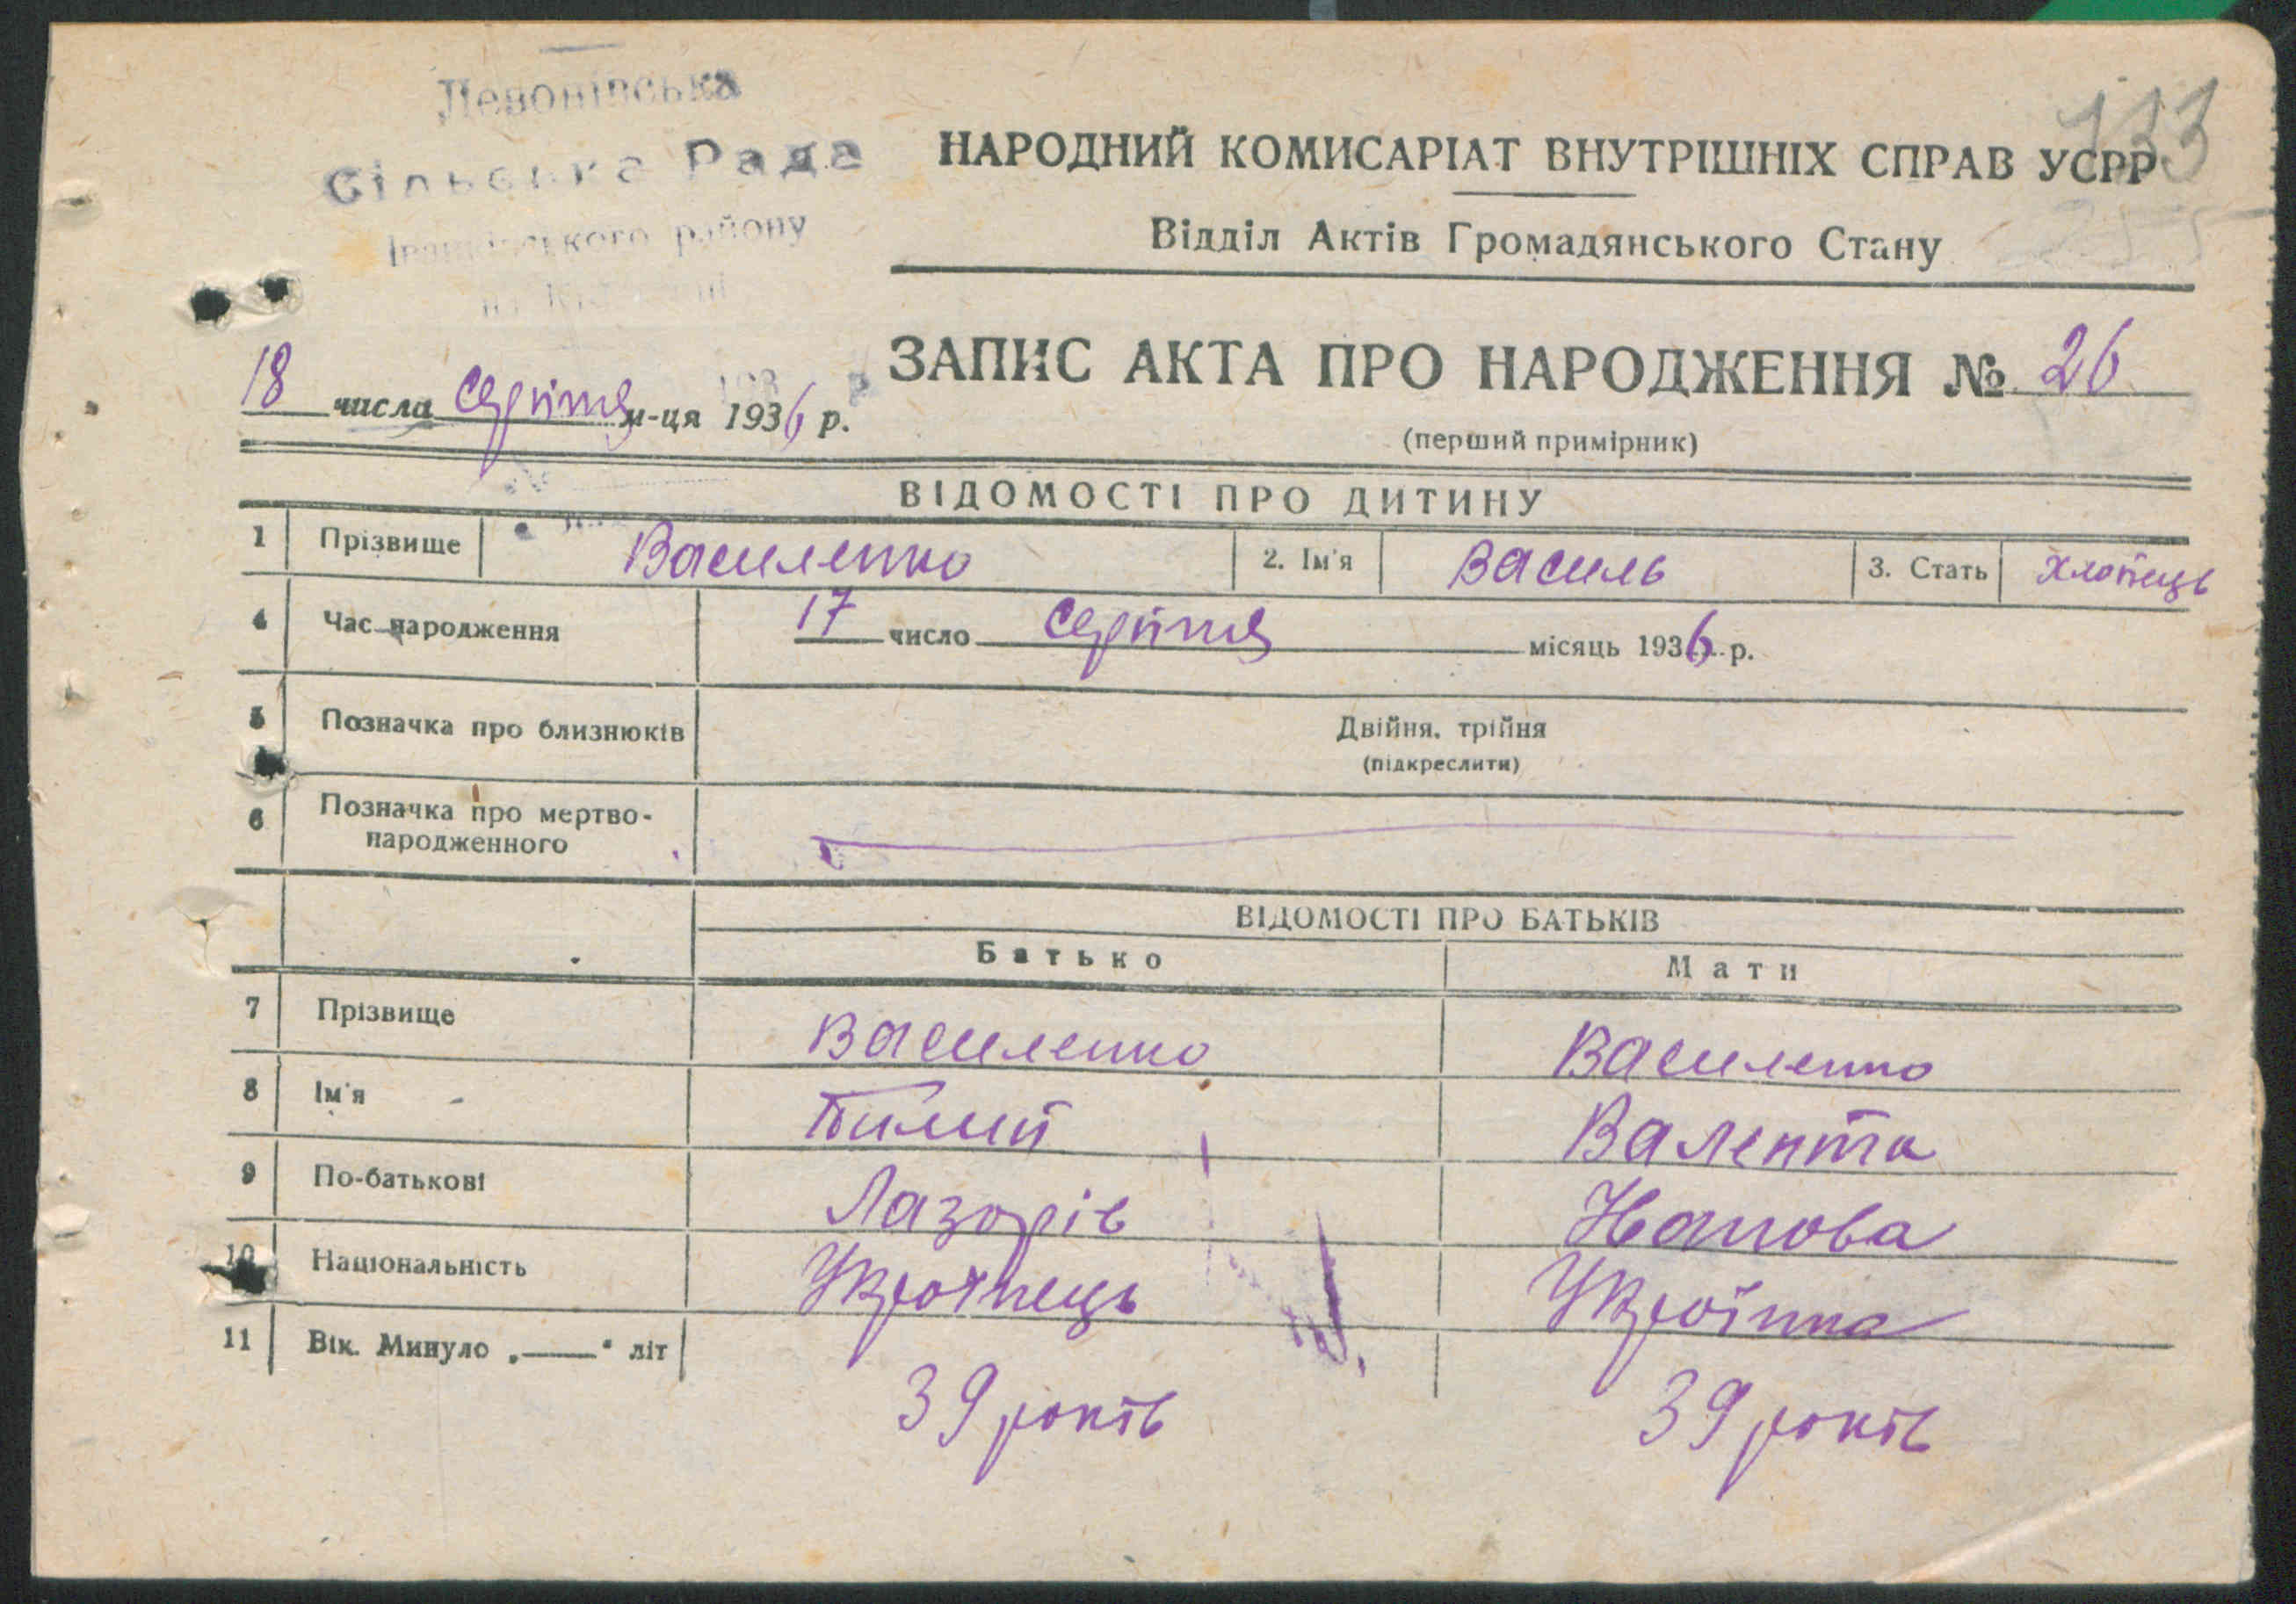 Левонівська
Сільська Рада
Іванківського району
133
НАРОДНИЙ КОМИСАРІАТ ВНУТРІШНІХ СПРАВ УСРР
Відділ Актів Громадянського Стану
18 числа серпня м-ця 1936 р.
ЗАПИС АКТА ПРО НАРОДЖЕННЯ № 26
(перший примірник)
ВІДОМОСТІ ПРО ДИТИНУ
1 Прізвище Василенко 2. Ім'я Василь 3. Стать Хлопець
4 Час народження 17 число серпня місяць 1936 р.
5 Позначка про близнюків Двійня, трійня
(підкреслити)
6 Позначка про мертво-
народженного
ВІДОМОСТІ ПРО БАТЬКІВ
Батько Мати
7 Прізвище Василенко Василенко
8 Ім'я Пилип
9 По-батькові Лазорів
10 Національність Українець Українка
11 Вік. Минуло „——“ літ
39 років 39 років